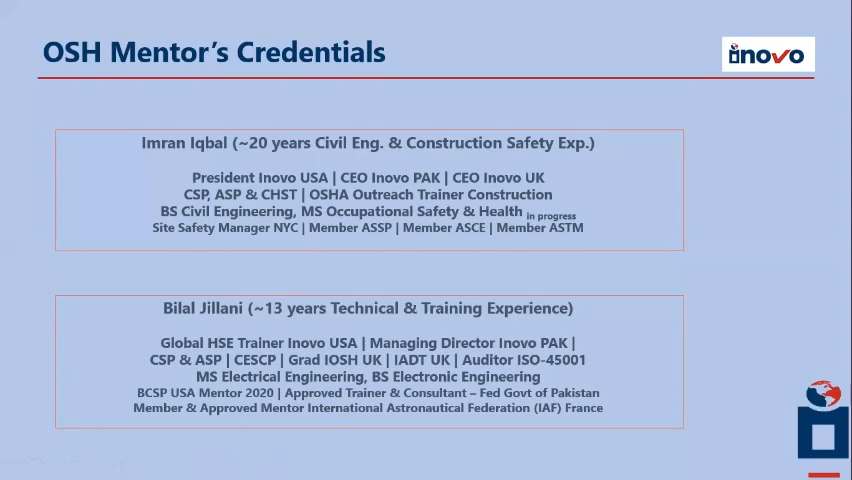 OSH Mentor's Credentials
inovo
Imran Iqbal (~20 years Civil Eng. & Construction Safety Exp.)
President Inovo USA | CEO Inovo PAK | CEO Inovo UK
CSP, ASP & CHST | OSHA Outreach Trainer Construction
BS Civil Engineering, MS Occupational Safety & Health in progress
Site Safety Manager NYC | Member ASSP | Member ASCE | Member ASTM
Bilal Jillani (~13 years Technical & Training Experience)
Global HSE Trainer Inovo USA | Managing Director Inovo PAK |
CSP & ASP | CESCP | Grad IOSH UK | IADT UK | Auditor ISO-45001
MS Electrical Engineering, BS Electronic Engineering
BCSP USA Mentor 2020 | Approved Trainer & Consultant – Fed Govt of Pakistan
Member & Approved Mentor International Astronautical Federation (IAF) France